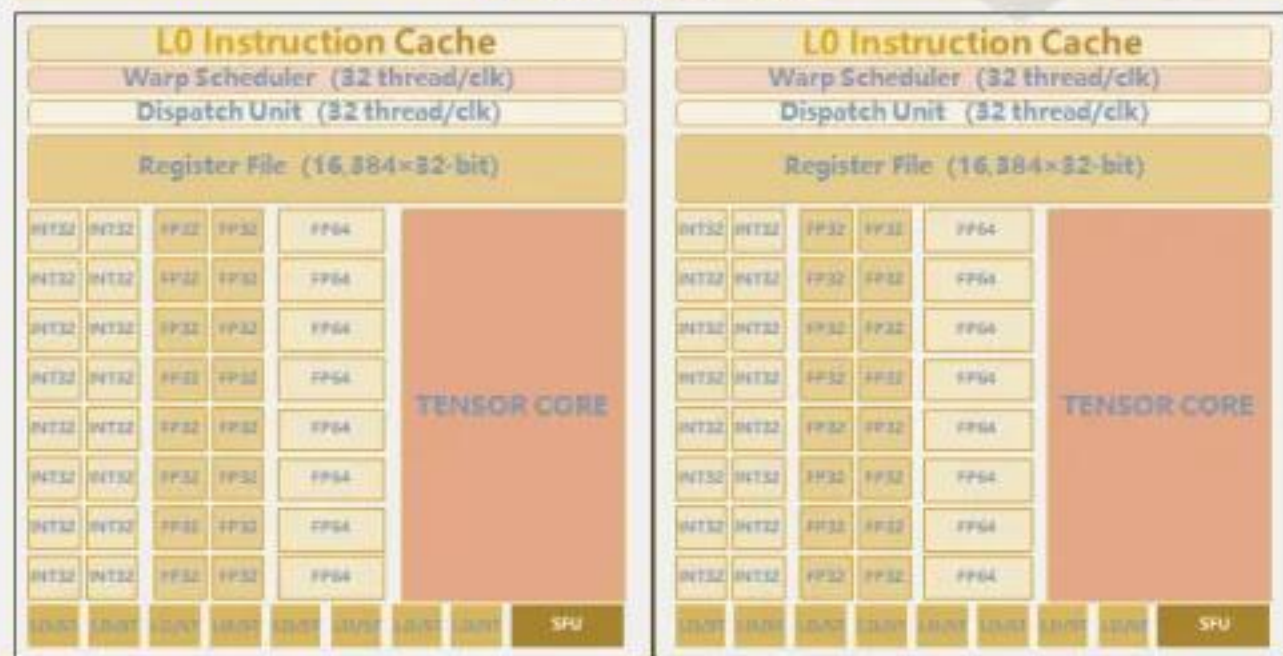 L0 Instruction Cache
Warp Scheduler (32 thread/clk)
Dispatch Unit (32 thread/clk)
Register File (16,384×32-bit)
INT32 INT32 FP32 FP32 FP64
INT32 INT32 FP32 FP32 FP64
INT32 INT32 FP32 FP32 FP64
INT32 INT32 FP32 FP32 FP64
TENSOR CORE
INT32 INT32 FP32 FP32 FP64
INT32 INT32 FP32 FP32 FP64
INT32 INT32 FP32 FP32 FP64
INT32 INT32 FP32 FP32 FP64
LD/ST LD/ST LD/ST LD/ST LD/ST LD/ST LD/ST LD/ST SFU
L0 Instruction Cache
Warp Scheduler (32 thread/clk)
Dispatch Unit (32 thread/clk)
Register File (16,384×32-bit)
INT32 INT32 FP32 FP32 FP64
INT32 INT32 FP32 FP32 FP64
INT32 INT32 FP32 FP32 FP64
INT32 INT32 FP32 FP32 FP64
TENSOR CORE
INT32 INT32 FP32 FP32 FP64
INT32 INT32 FP32 FP32 FP64
INT32 INT32 FP32 FP32 FP64
INT32 INT32 FP32 FP32 FP64
LD/ST LD/ST LD/ST LD/ST LD/ST LD/ST LD/ST LD/ST SFU